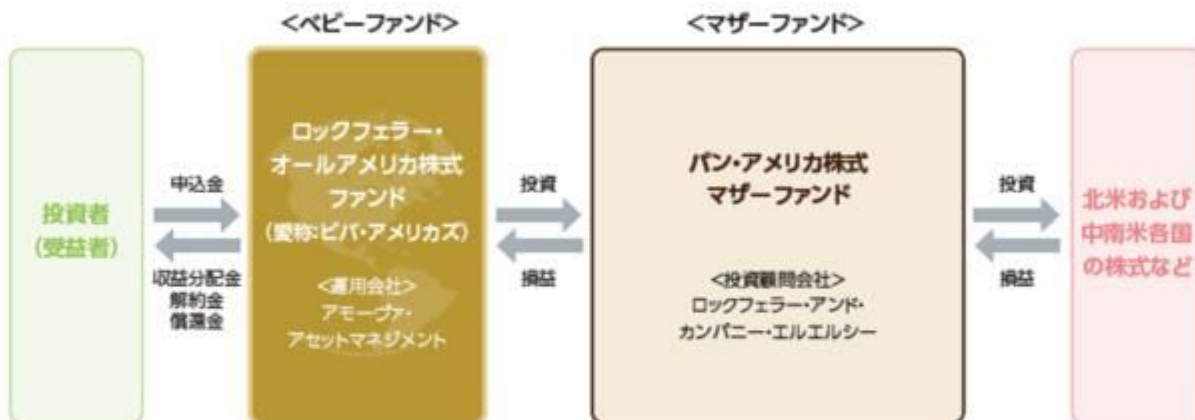 <ベビーファンド>
<マザーファンド>
投資者
(受益者)
申込金
収益分配金
解約金
償還金
ロックフェラー・
オールアメリカ株式
ファンド
(愛称:ビバ・アメリカズ)
<運用会社>
アモーヴァ・
アセットマネジメント
投資
損益
パン・アメリカ株式
マザーファンド
<投資顧問会社>
ロックフェラー・アンド・
カンパニー・エルエルシー
投資
損益
北米および
中南米各国
の株式など